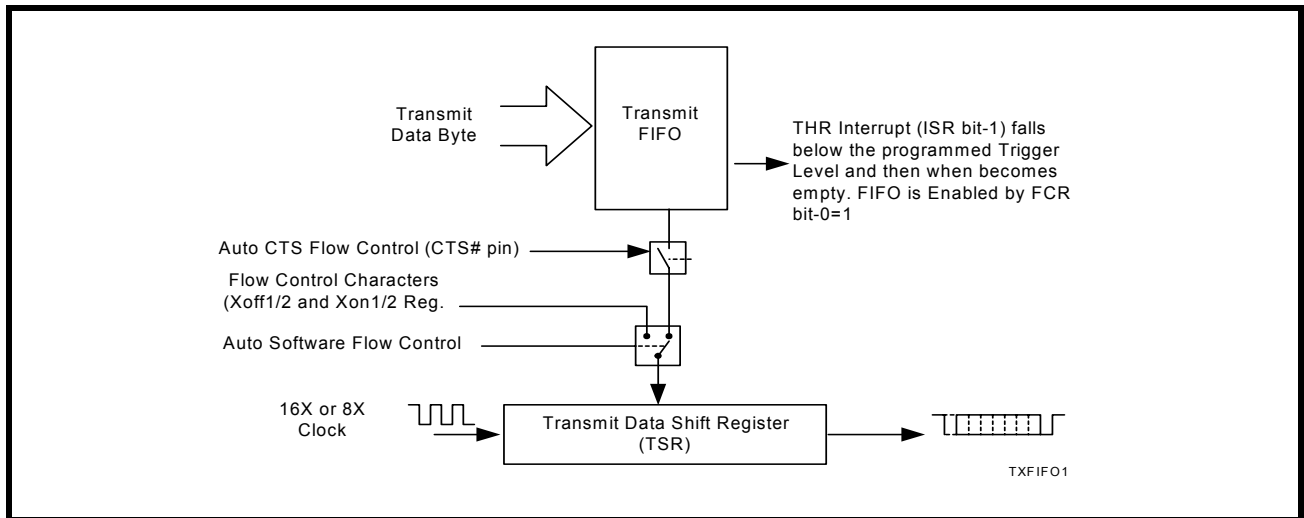 Transmit
Data Byte
Transmit
FIFO
THR Interrupt (ISR bit-1) falls
below the programmed Trigger
Level and then when becomes
empty. FIFO is Enabled by FCR
bit-0=1
Auto CTS Flow Control (CTS# pin)
Flow Control Characters
(Xoff1/2 and Xon1/2 Reg.
Auto Software Flow Control
16X or 8X
Clock
Transmit Data Shift Register
(TSR)
TXFIFO1